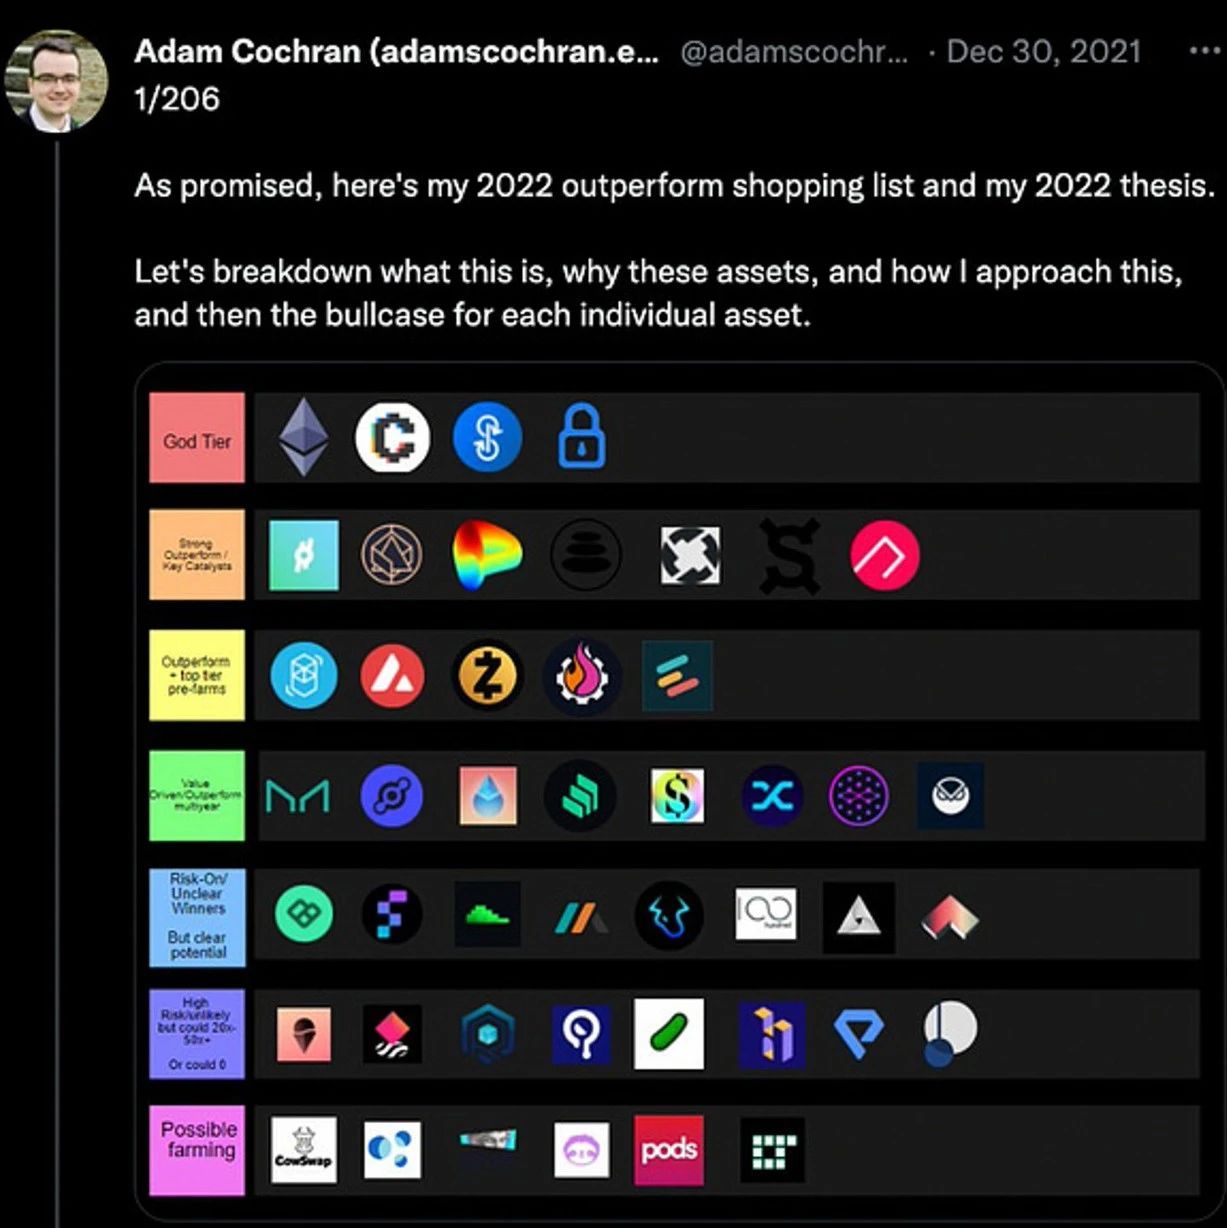 Adam Cochran (adamscochran.e... @adamscochr... · Dec 30, 2021 ...
1/206
As promised, here's my 2022 outperform shopping list and my 2022 thesis.
Let's breakdown what this is, why these assets, and how I approach this,
and then the bullcase for each individual asset.
God Tier
Strong
Outperform /
Key Catalysts
Outperform
+ top tier
pre-farms
Value
Driven/Outperform
multiyear
Risk-On/
Unclear
Winners
But clear
potential
100
hundred
High
Risk/unlikely
but could 20x-
50x+
Or could 0
Possible
farming
CowSwap
pods